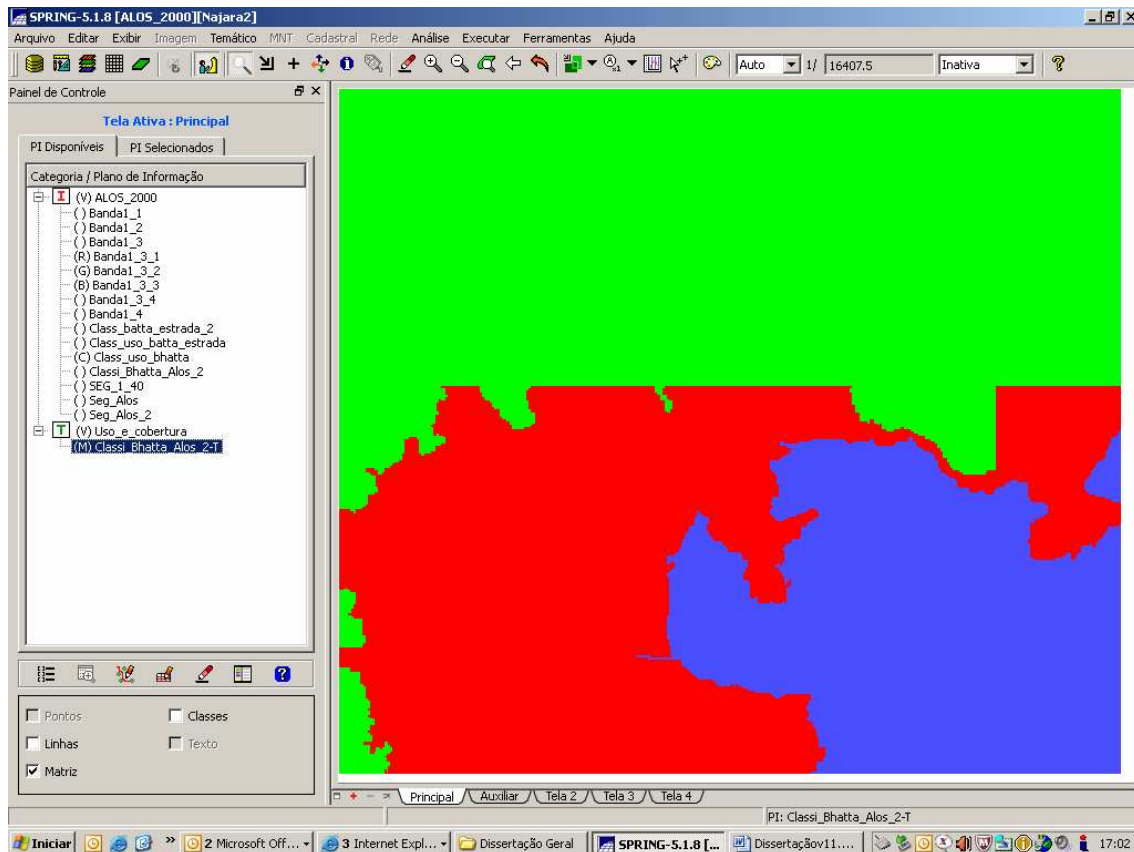 SPRING-5.1.8 [ALOS_2000][Najara2]
Arquivo Editar Exibir Imagem Temático MNT Cadastral Rede Análise Executar Ferramentas Ajuda
Auto 1/ 16407.5 Inativa
Painel de Controle
Tela Ativa : Principal
PI Disponíveis PI Selecionados
Categoria / Plano de Informação
I (V) ALOS_2000
( ) Banda1_1
( ) Banda1_2
( ) Banda1_3
(R) Banda1_3_1
(G) Banda1_3_2
(B) Banda1_3_3
( ) Banda1_3_4
( ) Banda1_4
( ) Class_batta_estrada_2
( ) Class_uso_batta_estrada
(C) Class_uso_bhatta
( ) Classi_Bhatta_Alos_2
( ) SEG_1_40
( ) Seg_Alos
( ) Seg_Alos_2
T (V) Uso_e_cobertura
(M) Classi_Bhatta_Alos_2-T
Pontos Classes
Linhas Texto
Matriz
Principal Auxiliar Tela 2 Tela 3 Tela 4
PI: Classi_Bhatta_Alos_2-T
Iniciar » 2 Microsoft Off... 3 Internet Expl... Dissertação Geral SPRING-5.1.8 [... Dissertaçãov11.... 17:02